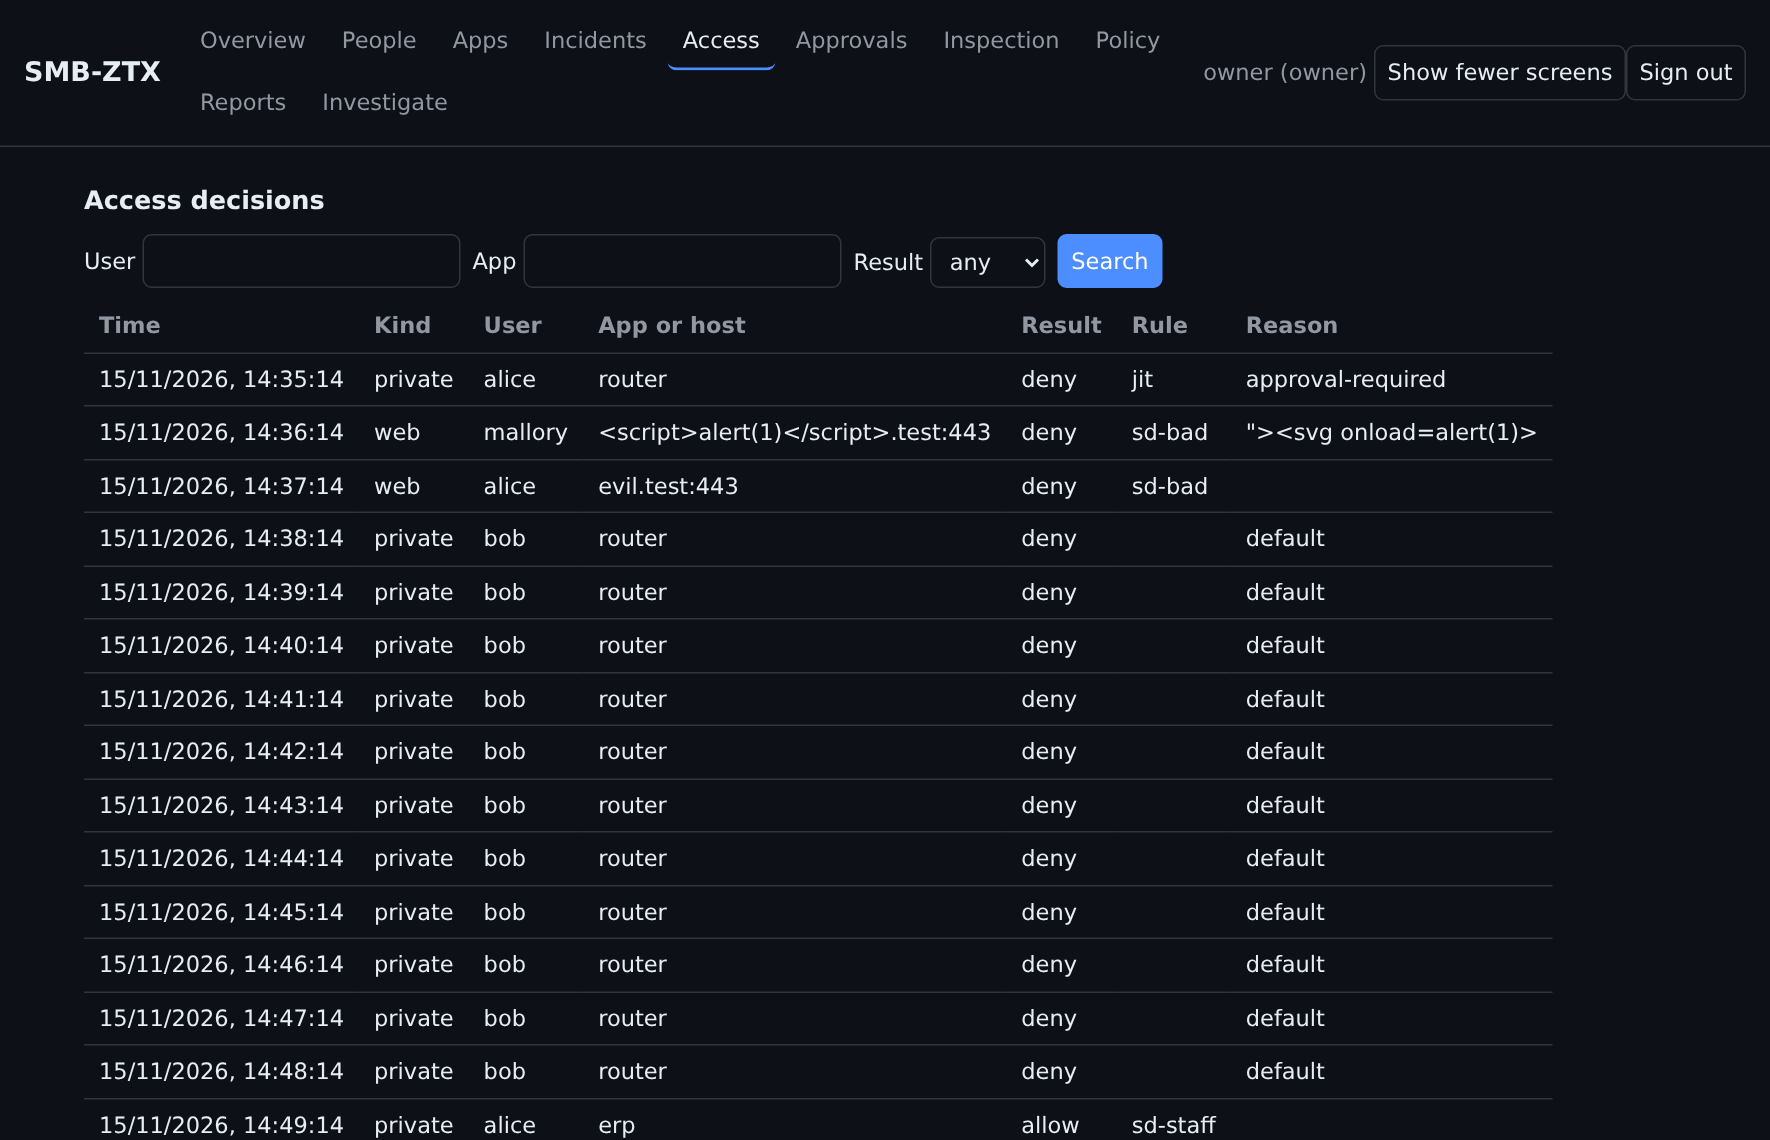 SMB-ZTX
Overview People Apps Incidents Access Approvals Inspection Policy
Reports Investigate
owner (owner) Show fewer screens Sign out
Access decisions
User App Result any Search
Time Kind User App or host Result Rule Reason
15/11/2026, 14:35:14 private alice router deny jit approval-required
15/11/2026, 14:36:14 web mallory <script>alert(1)</script>.test:443 deny sd-bad "><svg onload=alert(1)>
15/11/2026, 14:37:14 web alice evil.test:443 deny sd-bad
15/11/2026, 14:38:14 private bob router deny default
15/11/2026, 14:39:14 private bob router deny default
15/11/2026, 14:40:14 private bob router deny default
15/11/2026, 14:41:14 private bob router deny default
15/11/2026, 14:42:14 private bob router deny default
15/11/2026, 14:43:14 private bob router deny default
15/11/2026, 14:44:14 private bob router deny default
15/11/2026, 14:45:14 private bob router deny default
15/11/2026, 14:46:14 private bob router deny default
15/11/2026, 14:47:14 private bob router deny default
15/11/2026, 14:48:14 private bob router deny default
15/11/2026, 14:49:14 private alice erp allow sd-staff